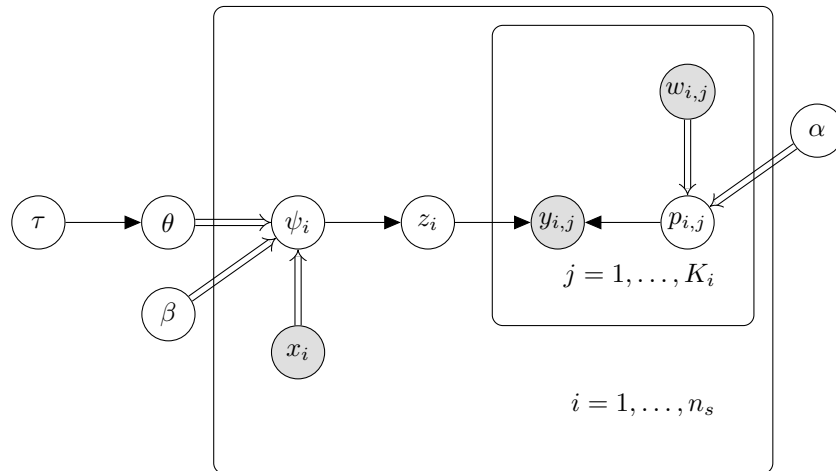 w_{i,j}
α
τ
θ
ψ_i
z_i
y_{i,j}
p_{i,j}
j = 1, . . . , K_i
β
x_i
i = 1, . . . , n_s